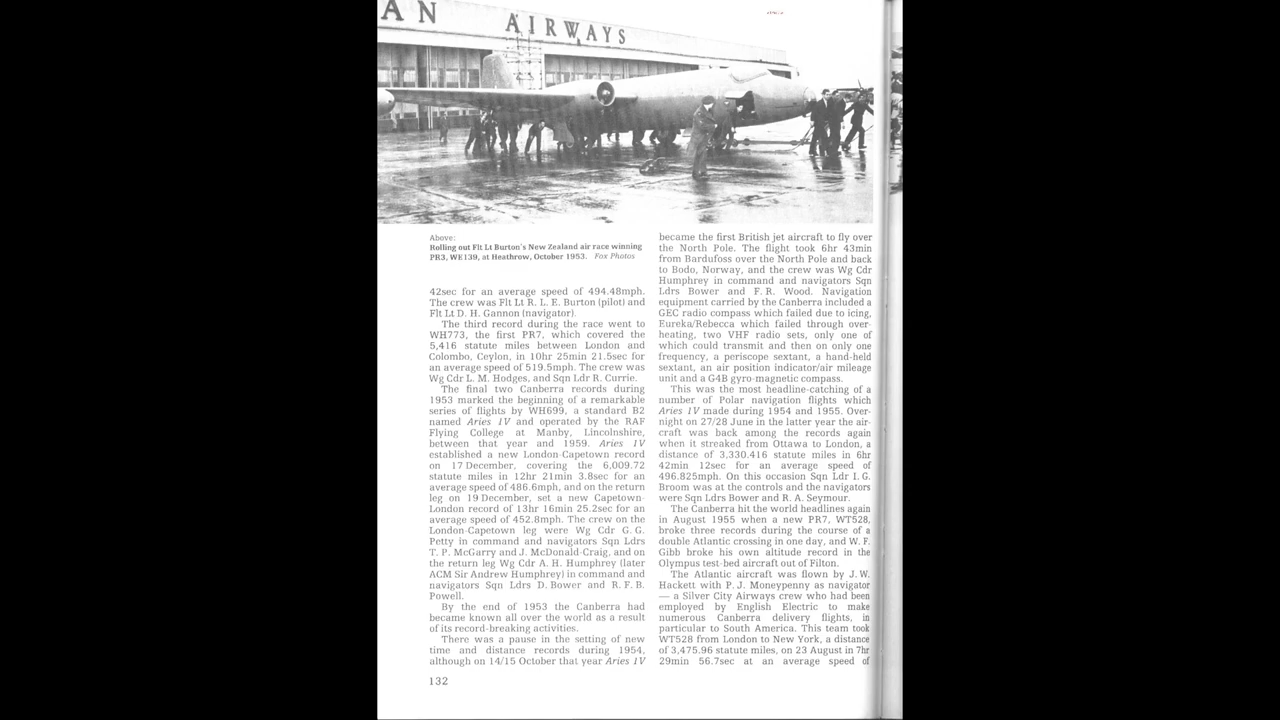 AN AIRWAYS
Above:
Rolling out Flt Lt Burton's New Zealand air race winning
PR3, WE139, at Heathrow, October 1953. Fox Photos
42sec for an average speed of 494.48mph.
The crew was Flt Lt R. L. E. Burton (pilot) and
Flt Lt D. H. Gannon (navigator).
The third record during the race went to
WH773, the first PR7, which covered the
5,416 statute miles between London and
Colombo, Ceylon, in 10hr 25min 21.5sec for
an average speed of 519.5mph. The crew was
Wg Cdr L. M. Hodges, and Sqn Ldr R. Currie.
The final two Canberra records during
1953 marked the beginning of a remarkable
series of flights by WH699, a standard B2
named Aries IV and operated by the RAF
Flying College at Manby, Lincolnshire,
between that year and 1959. Aries IV
established a new London-Capetown record
on 17 December, covering the 6,009.72
statute miles in 12hr 21min 3.8sec for an
average speed of 486.6mph, and on the return
leg on 19 December, set a new Capetown-
London record of 13hr 16min 25.2sec for an
average speed of 452.8mph. The crew on the
London-Capetown leg were Wg Cdr G. G.
Petty in command and navigators Sqn Ldrs
T. P. McGarry and J. McDonald-Craig, and on
the return leg Wg Cdr A. H. Humphrey (later
ACM Sir Andrew Humphrey) in command and
navigators Sqn Ldrs D. Bower and R. F. B.
Powell.
By the end of 1953 the Canberra had
became known all over the world as a result
of its record-breaking activities.
There was a pause in the setting of new
time and distance records during 1954,
although on 14/15 October that year Aries IV
became the first British jet aircraft to fly over
the North Pole. The flight took 6hr 43min
from Bardufoss over the North Pole and back
to Bodo, Norway, and the crew was Wg Cdr
Humphrey in command and navigators Sqn
Ldrs Bower and F. R. Wood. Navigation
equipment carried by the Canberra included a
GEC radio compass which failed due to icing,
Eureka/Rebecca which failed through over-
heating, two VHF radio sets, only one of
which could transmit and then on only one
frequency, a periscope sextant, a hand-held
sextant, an air position indicator/air mileage
unit and a G4B gyro-magnetic compass.
This was the most headline-catching of a
number of Polar navigation flights which
Aries IV made during 1954 and 1955. Over-
night on 27/28 June in the latter year the air-
craft was back among the records again
when it streaked from Ottawa to London, a
distance of 3,330.416 statute miles in 6hr
42min 12sec for an average speed of
496.825mph. On this occasion Sqn Ldr I. G.
Broom was at the controls and the navigators
were Sqn Ldrs Bower and R. A. Seymour.
The Canberra hit the world headlines again
in August 1955 when a new PR7, WT528,
broke three records during the course of a
double Atlantic crossing in one day, and W. F.
Gibb broke his own altitude record in the
Olympus test-bed aircraft out of Filton.
The Atlantic aircraft was flown by J. W.
Hackett with P. J. Moneypenny as navigator
— a Silver City Airways crew who had been
employed by English Electric to make
numerous Canberra delivery flights, in
particular to South America. This team took
WT528 from London to New York, a distance
of 3,475.96 statute miles, on 23 August in 7hr
29min 56.7sec at an average speed of
132